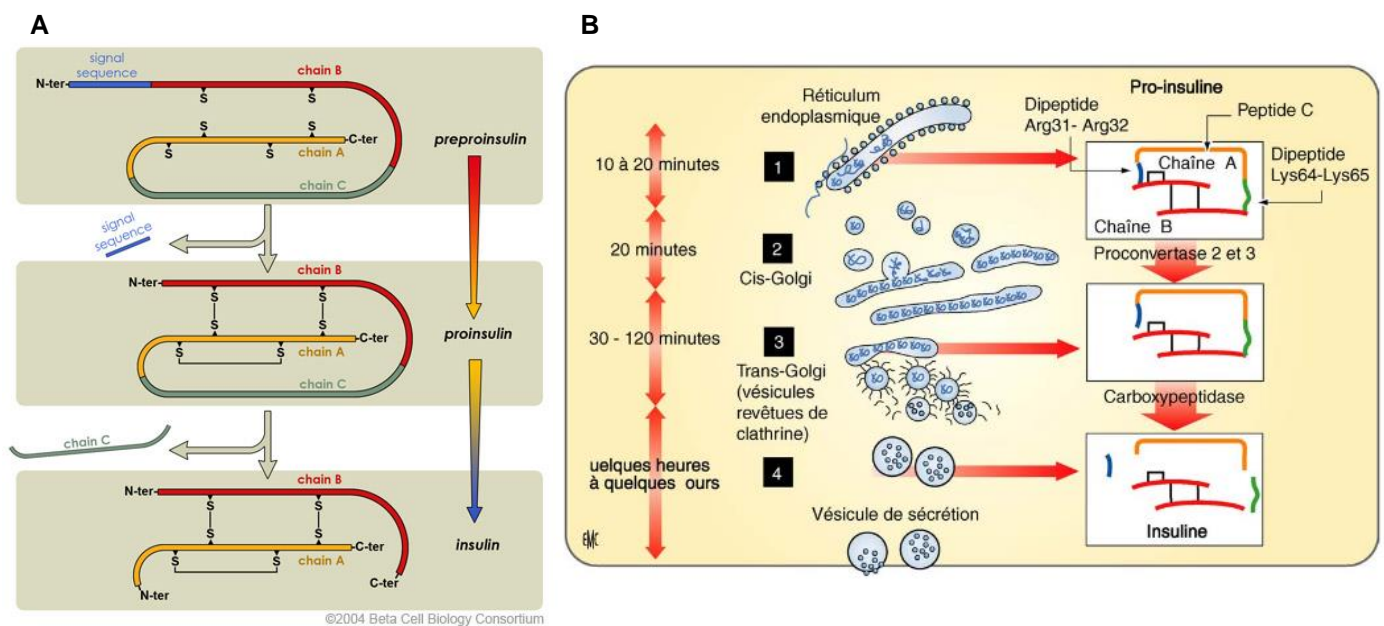 A
signal
sequence
chain B
N-ter
S
S
S
S
C-ter
S
S
chain A
chain C
preproinsulin
signal
sequence
chain B
N-ter
S
S
S
S
C-ter
S
S
chain A
chain C
proinsulin
chain C
chain B
N-ter
S
S
S
S
C-ter
S
S
chain A
C-ter
N-ter
insulin
©2004 Beta Cell Biology Consortium
B
Réticulum
endoplasmique
Dipeptide
Arg31- Arg32
Pro-insuline
Peptide C
Dipeptide
Lys64-Lys65
10 à 20 minutes
1
Chaîne A
Chaîne B
20 minutes
2
Cis-Golgi
Proconvertase 2 et 3
30 - 120 minutes
3
Trans-Golgi
(vésicules
revêtues de
clathrine)
Carboxypeptidase
uelques heures
à quelques ours
4
Vésicule de sécrétion
Insuline
EMC